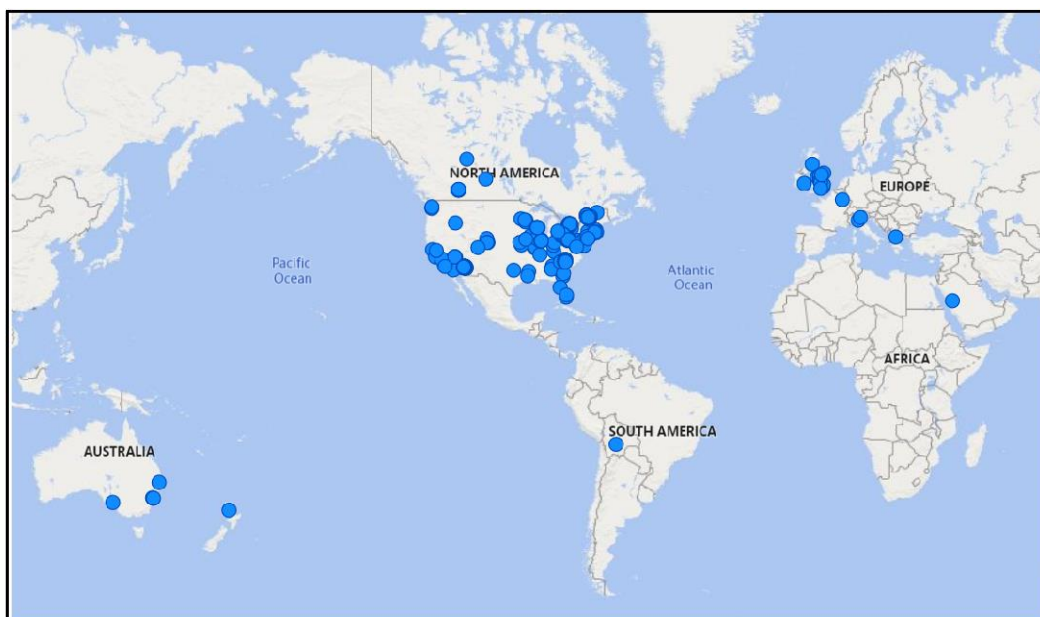 NORTH AMERICA
EUROPE
Pacific
Ocean
Atlantic
Ocean
AFRICA
SOUTH AMERICA
AUSTRALIA